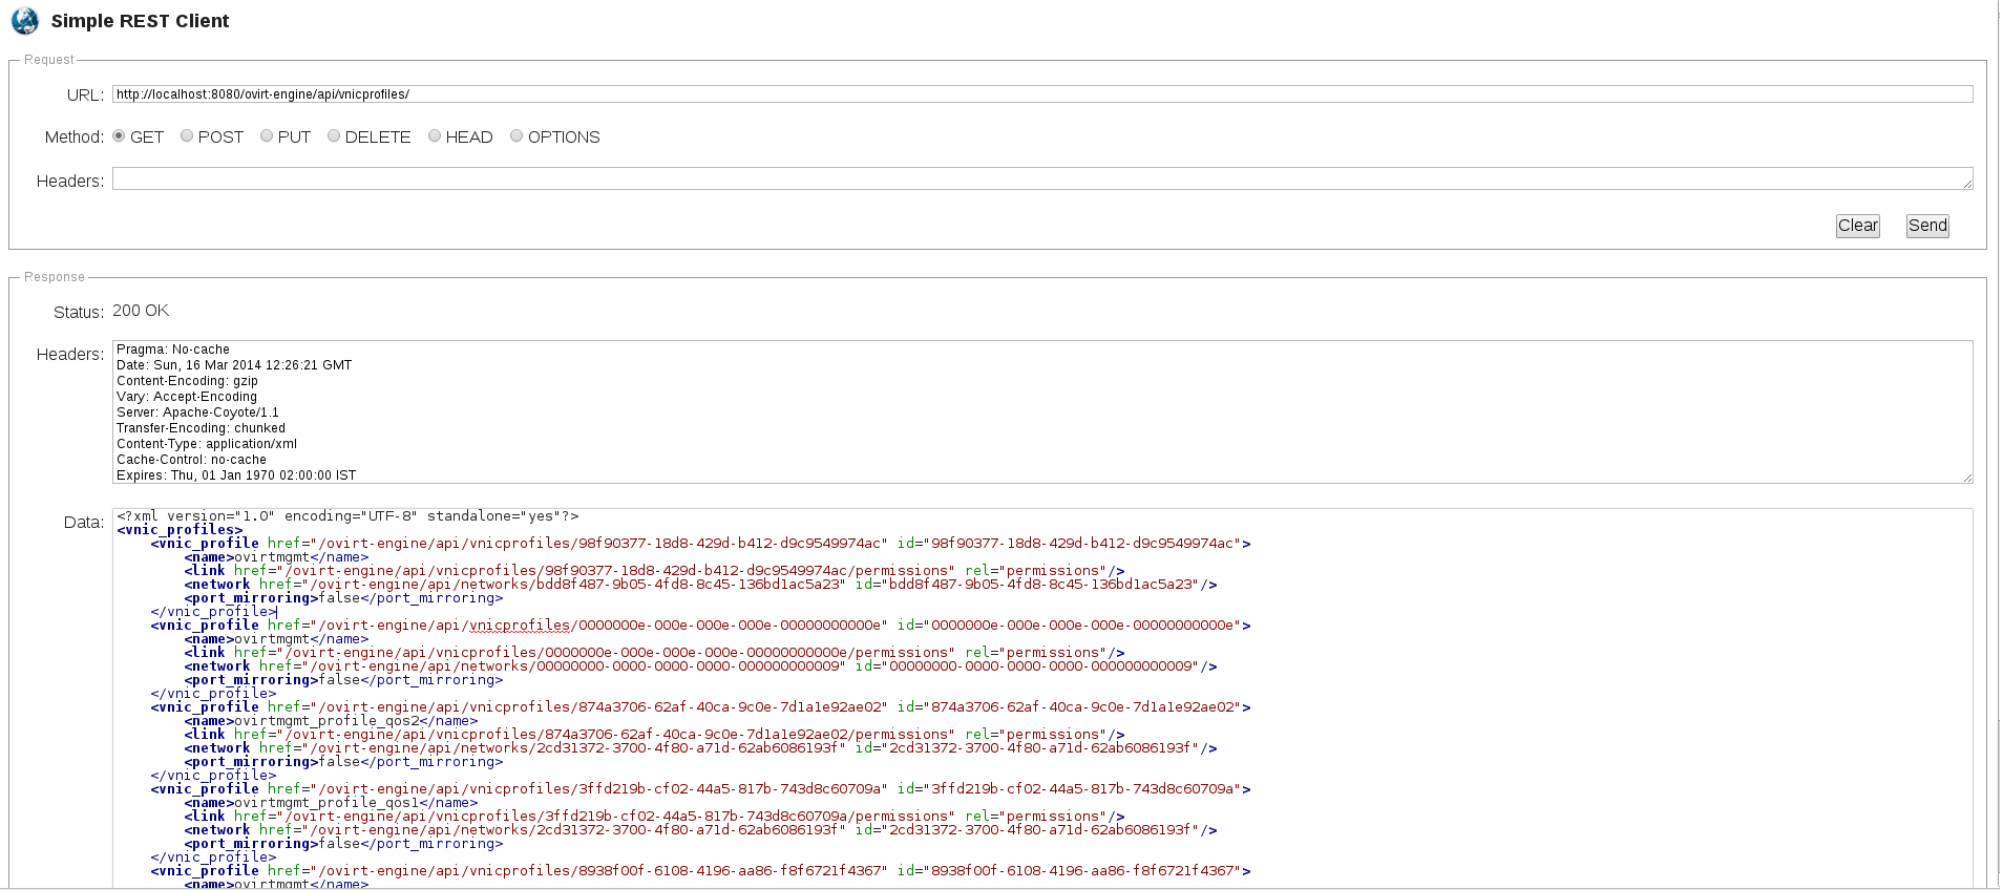 Simple REST Client
Request
URL: http://localhost:8080/ovirt-engine/api/vnicprofiles/
Method: GET POST PUT DELETE HEAD OPTIONS
Headers:
Clear Send
Response
Status: 200 OK
Headers: Pragma: No-cache
Date: Sun, 16 Mar 2014 12:26:21 GMT
Content-Encoding: gzip
Vary: Accept-Encoding
Server: Apache-Coyote/1.1
Transfer-Encoding: chunked
Content-Type: application/xml
Cache-Control: no-cache
Expires: Thu, 01 Jan 1970 02:00:00 IST
Data: <?xml version="1.0" encoding="UTF-8" standalone="yes"?>
<vnic_profiles>
<vnic_profile href="/ovirt-engine/api/vnicprofiles/98f90377-18d8-429d-b412-d9c9549974ac" id="98f90377-18d8-429d-b412-d9c9549974ac">
<name>ovirtmgmt</name>
<link href="/ovirt-engine/api/vnicprofiles/98f90377-18d8-429d-b412-d9c9549974ac/permissions" rel="permissions"/>
<network href="/ovirt-engine/api/networks/bdd8f487-9b05-4fd8-8c45-136bd1ac5a23" id="bdd8f487-9b05-4fd8-8c45-136bd1ac5a23"/>
<port_mirroring>false</port_mirroring>
</vnic_profile>
<vnic_profile href="/ovirt-engine/api/vnicprofiles/0000000e-000e-000e-000e-00000000000e" id="0000000e-000e-000e-000e-00000000000e">
<name>ovirtmgmt</name>
<link href="/ovirt-engine/api/vnicprofiles/0000000e-000e-000e-000e-00000000000e/permissions" rel="permissions"/>
<network href="/ovirt-engine/api/networks/00000000-0000-0000-0000-000000000009" id="00000000-0000-0000-0000-000000000009"/>
<port_mirroring>false</port_mirroring>
</vnic_profile>
<vnic_profile href="/ovirt-engine/api/vnicprofiles/874a3706-62af-40ca-9c0e-7d1a1e92ae02" id="874a3706-62af-40ca-9c0e-7d1a1e92ae02">
<name>ovirtmgmt_profile_qos2</name>
<link href="/ovirt-engine/api/vnicprofiles/874a3706-62af-40ca-9c0e-7d1a1e92ae02/permissions" rel="permissions"/>
<network href="/ovirt-engine/api/networks/2cd31372-3700-4f80-a71d-62ab6086193f" id="2cd31372-3700-4f80-a71d-62ab6086193f"/>
<port_mirroring>false</port_mirroring>
</vnic_profile>
<vnic_profile href="/ovirt-engine/api/vnicprofiles/3ffd219b-cf02-44a5-817b-743d8c60709a" id="3ffd219b-cf02-44a5-817b-743d8c60709a">
<name>ovirtmgmt_profile_qos1</name>
<link href="/ovirt-engine/api/vnicprofiles/3ffd219b-cf02-44a5-817b-743d8c60709a/permissions" rel="permissions"/>
<network href="/ovirt-engine/api/networks/2cd31372-3700-4f80-a71d-62ab6086193f" id="2cd31372-3700-4f80-a71d-62ab6086193f"/>
<port_mirroring>false</port_mirroring>
</vnic_profile>
<vnic_profile href="/ovirt-engine/api/vnicprofiles/8938f00f-6108-4196-aa86-f8f6721f4367" id="8938f00f-6108-4196-aa86-f8f6721f4367">
<name>ovirtmgmt</name>